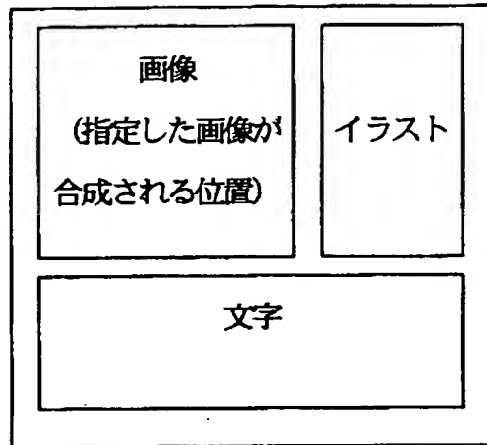 画像
(指定した画像が
合成される位置)
イラスト
文字